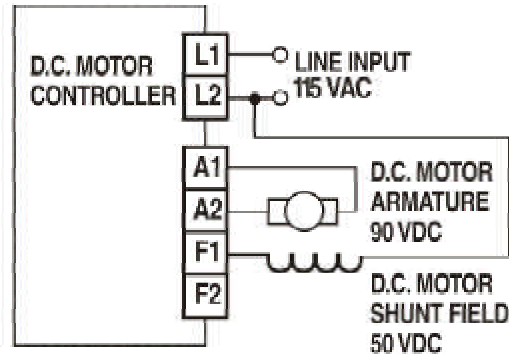 D.C. MOTOR
CONTROLLER
L1
L2
A1
A2
F1
F2
LINE INPUT
115 VAC
D.C. MOTOR
ARMATURE
90 VDC
D.C. MOTOR
SHUNT FIELD
50 VDC